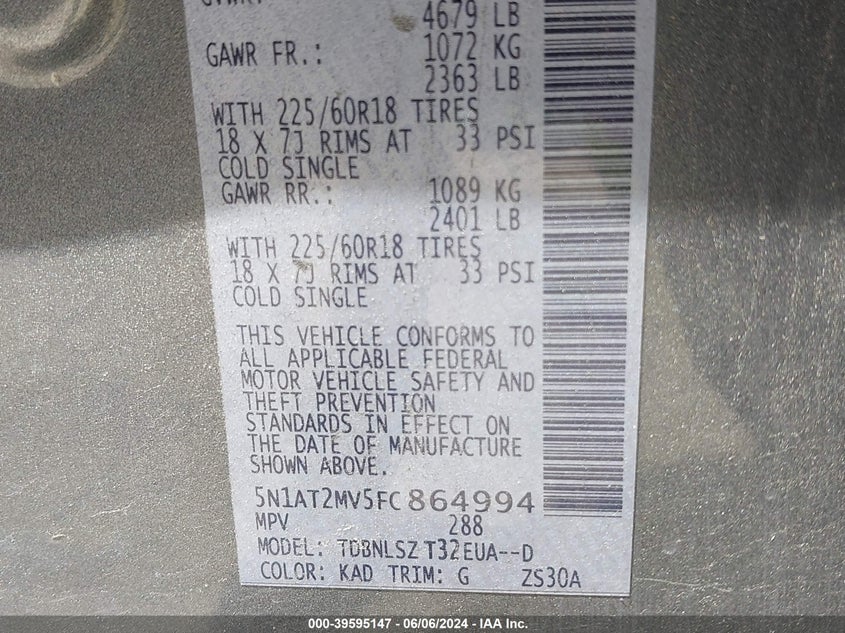 4679 LB
GAWR FR.: 1072 KG
2363 LB
WITH 225/60R18 TIRES
18 X 7J RIMS AT 33 PSI
COLD SINGLE
GAWR RR.: 1089 KG
2401 LB
WITH 225/60R18 TIRES
18 X 7J RIMS AT 33 PSI
COLD SINGLE
THIS VEHICLE CONFORMS TO
ALL APPLICABLE FEDERAL
MOTOR VEHICLE SAFETY AND
THEFT PREVENTION
STANDARDS IN EFFECT ON
THE DATE OF MANUFACTURE
SHOWN ABOVE.
5N1AT2MV5FC864994
MPV 288
MODEL: TDBNLSZ T32EUA--D
COLOR: KAD TRIM: G ZS30A
000-39595147 - 06/06/2024 - IAA Inc.